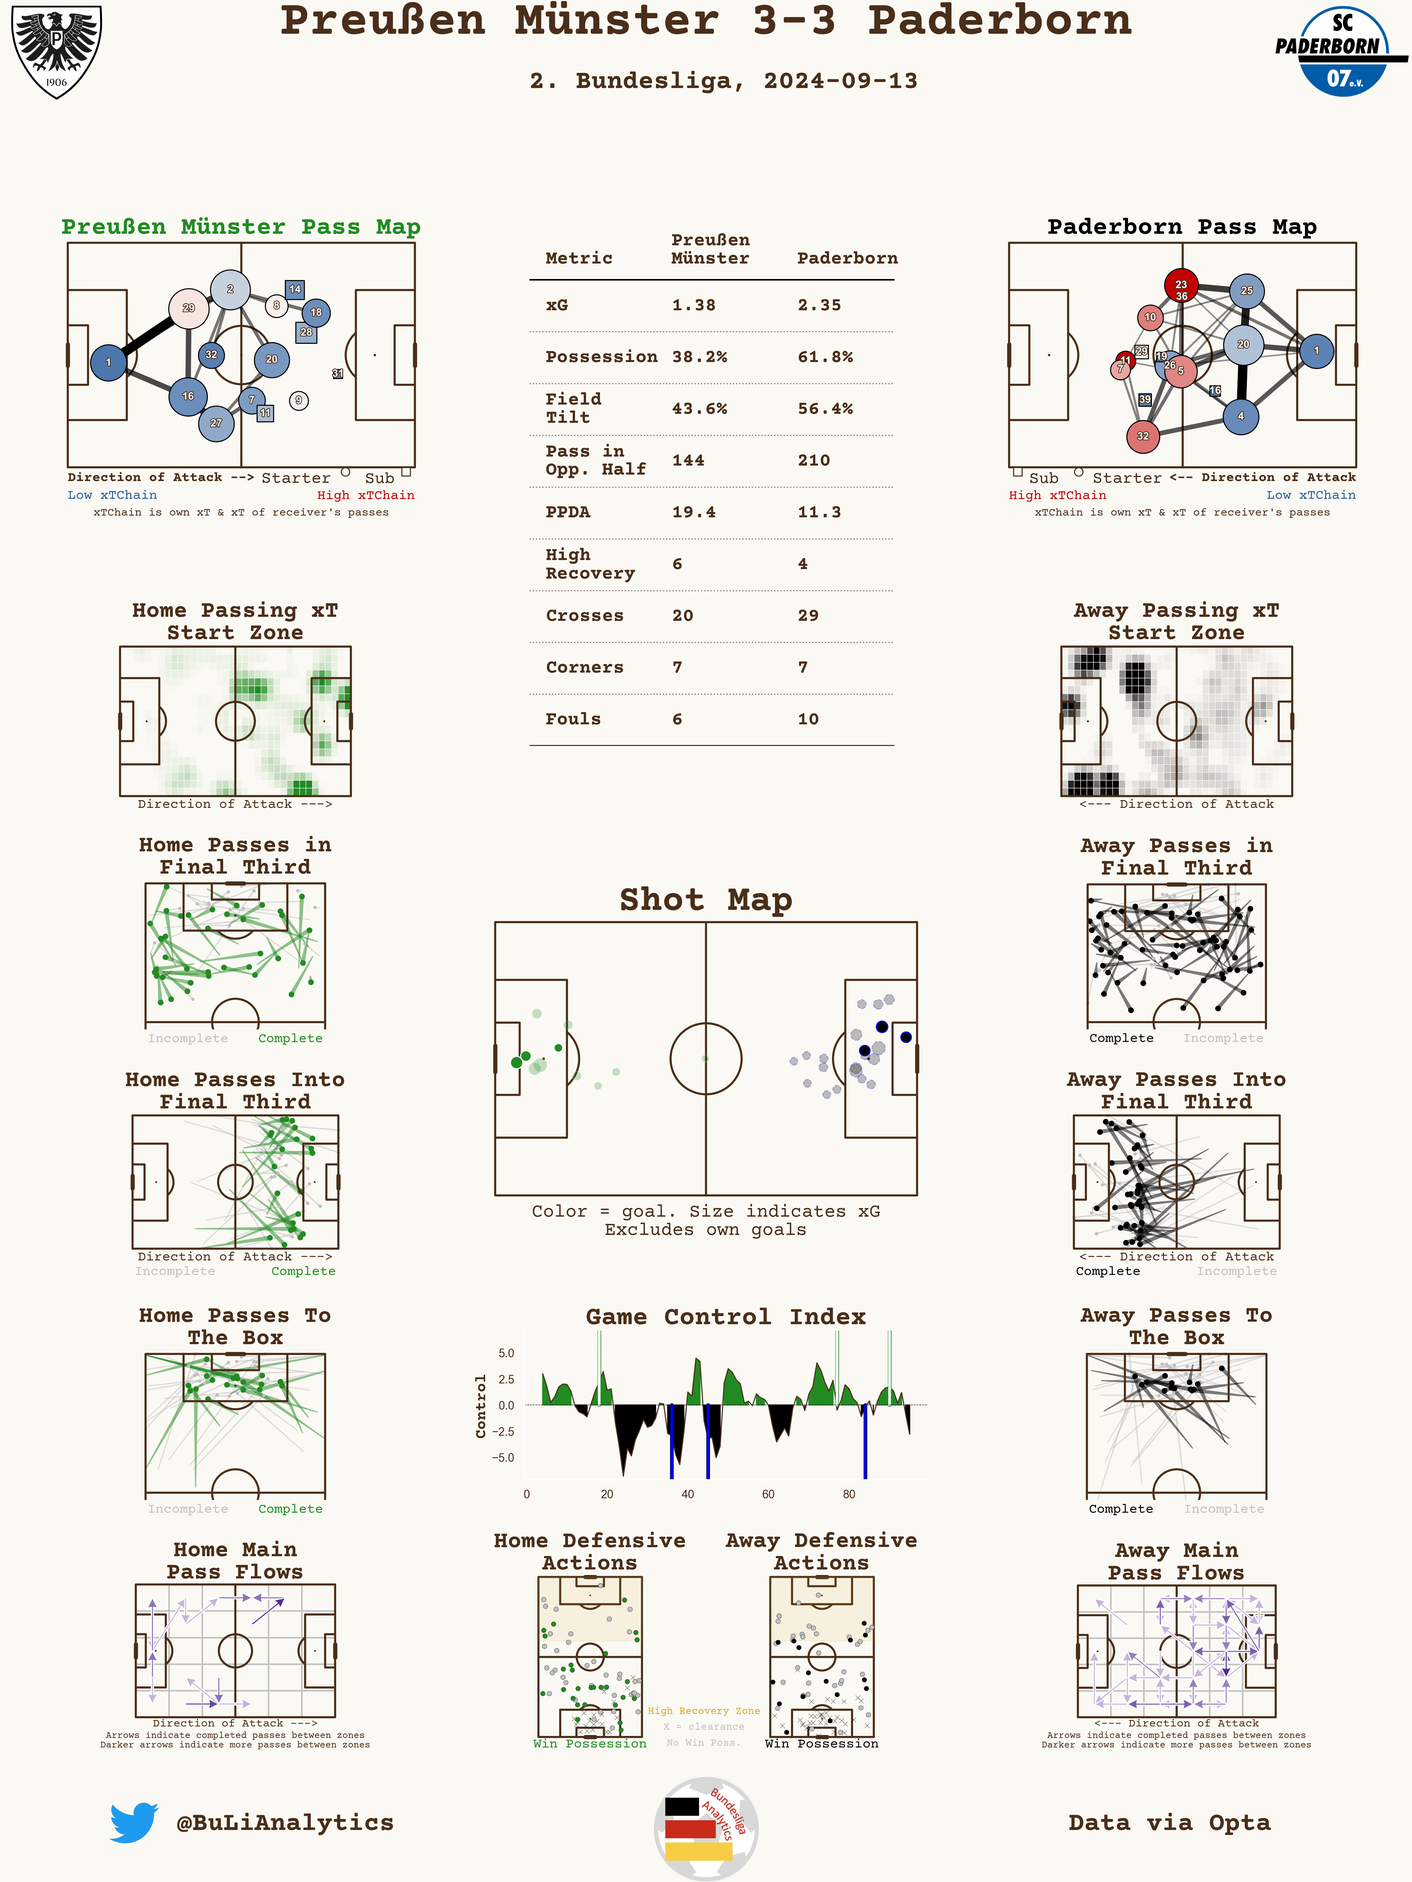 Preußen Münster 3-3 Paderborn
2. Bundesliga, 2024-09-13
P
1906
SC
PADERBORN
07 e.V.
Preußen Münster Pass Map
2
14
8
18
29
28
32
20
1
31
16
7
9
11
27
Direction of Attack --> Starter Sub
Low xTChain High xTChain
xTChain is own xT & xT of receiver's passes
Metric Preußen Münster Paderborn
xG 1.38 2.35
Possession 38.2% 61.8%
Field Tilt 43.6% 56.4%
Pass in Opp. Half 144 210
PPDA 19.4 11.3
High Recovery 6 4
Crosses 20 29
Corners 7 7
Fouls 6 10
Paderborn Pass Map
23
36
25
10
29
20
1
11
19
7
26
5
39
16
4
32
Sub Starter <-- Direction of Attack
High xTChain Low xTChain
xTChain is own xT & xT of receiver's passes
Home Passing xT
Start Zone
Direction of Attack --->
Away Passing xT
Start Zone
<--- Direction of Attack
Home Passes in
Final Third
Incomplete Complete
Away Passes in
Final Third
Complete Incomplete
Shot Map
Color = goal. Size indicates xG
Excludes own goals
Home Passes Into
Final Third
Direction of Attack --->
Incomplete Complete
Away Passes Into
Final Third
<--- Direction of Attack
Complete Incomplete
Home Passes To
The Box
Incomplete Complete
Game Control Index
Control
5.0
2.5
0.0
−2.5
−5.0
0 20 40 60 80
Away Passes To
The Box
Complete Incomplete
Home Main
Pass Flows
Direction of Attack --->
Arrows indicate completed passes between zones
Darker arrows indicate more passes between zones
Home Defensive
Actions
Win Possession
High Recovery Zone
X = clearance
No Win Poss.
Away Defensive
Actions
Win Possession
Away Main
Pass Flows
<--- Direction of Attack
Arrows indicate completed passes between zones
Darker arrows indicate more passes between zones
@BuLiAnalytics
Bundesliga
Analytics
Data via Opta